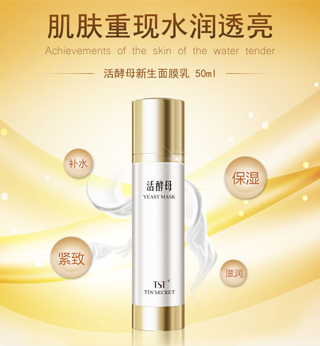 肌肤重现水润透亮
Achievements of the skin of the water tender
活酵母新生面膜乳 50ml
补水
保湿
活酵母
YEAST MASK
紧致
滋润
TST
TIN'SECRET